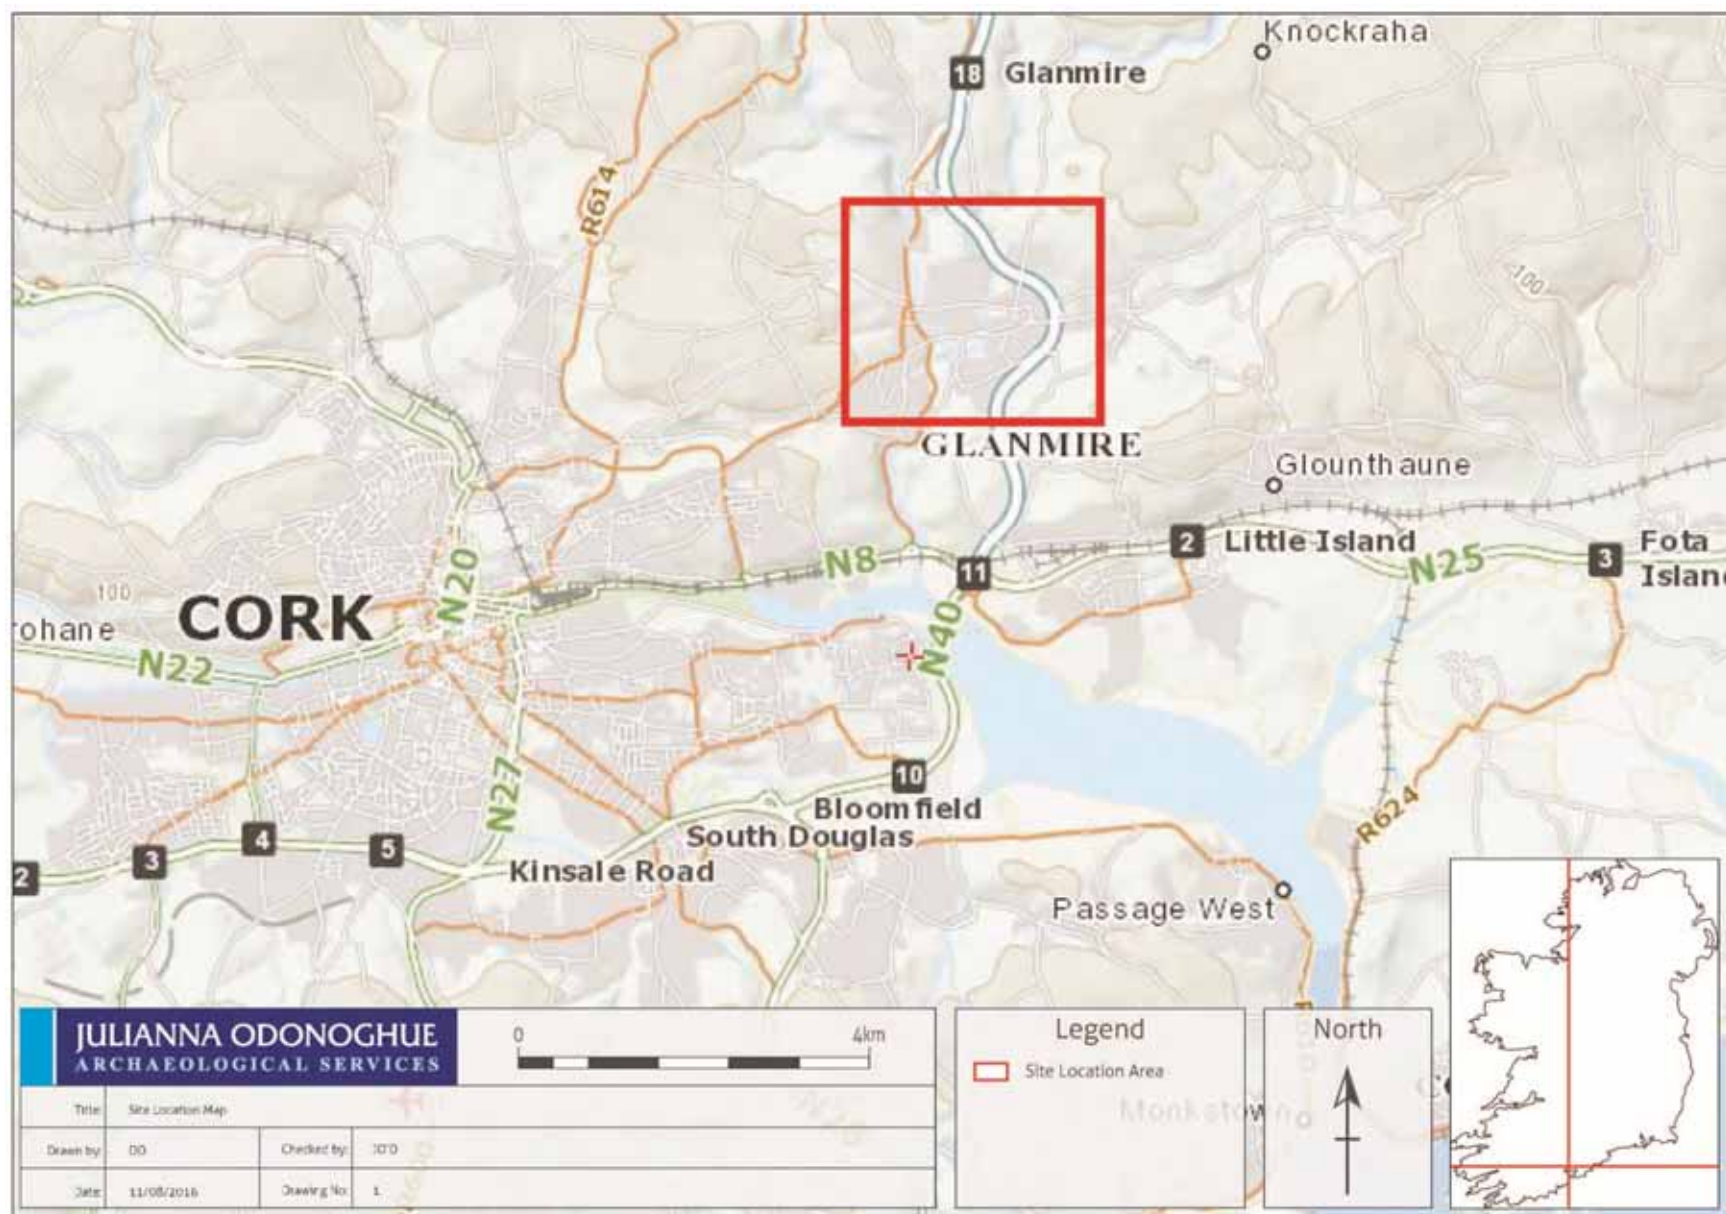 Knockraha
18 Glanmire
R614
100
GLANMIRE
Glounthaune
2 Little Island
N25
3 Fota
Island
N8
11
N20
100
CORK
rohane
N22
N40
N27
10
Bloomfield
South Douglas
Kinsale Road
2
3
4
5
R624
Passage West
Monkstown
JULIANNA ODONOGHUE
ARCHAEOLOGICAL SERVICES
0 4km
Title: Site Location Map
Drawn by: DD Checked by: JO'D
Date: 11/08/2016 Drawing No: 1
Legend
Site Location Area
North